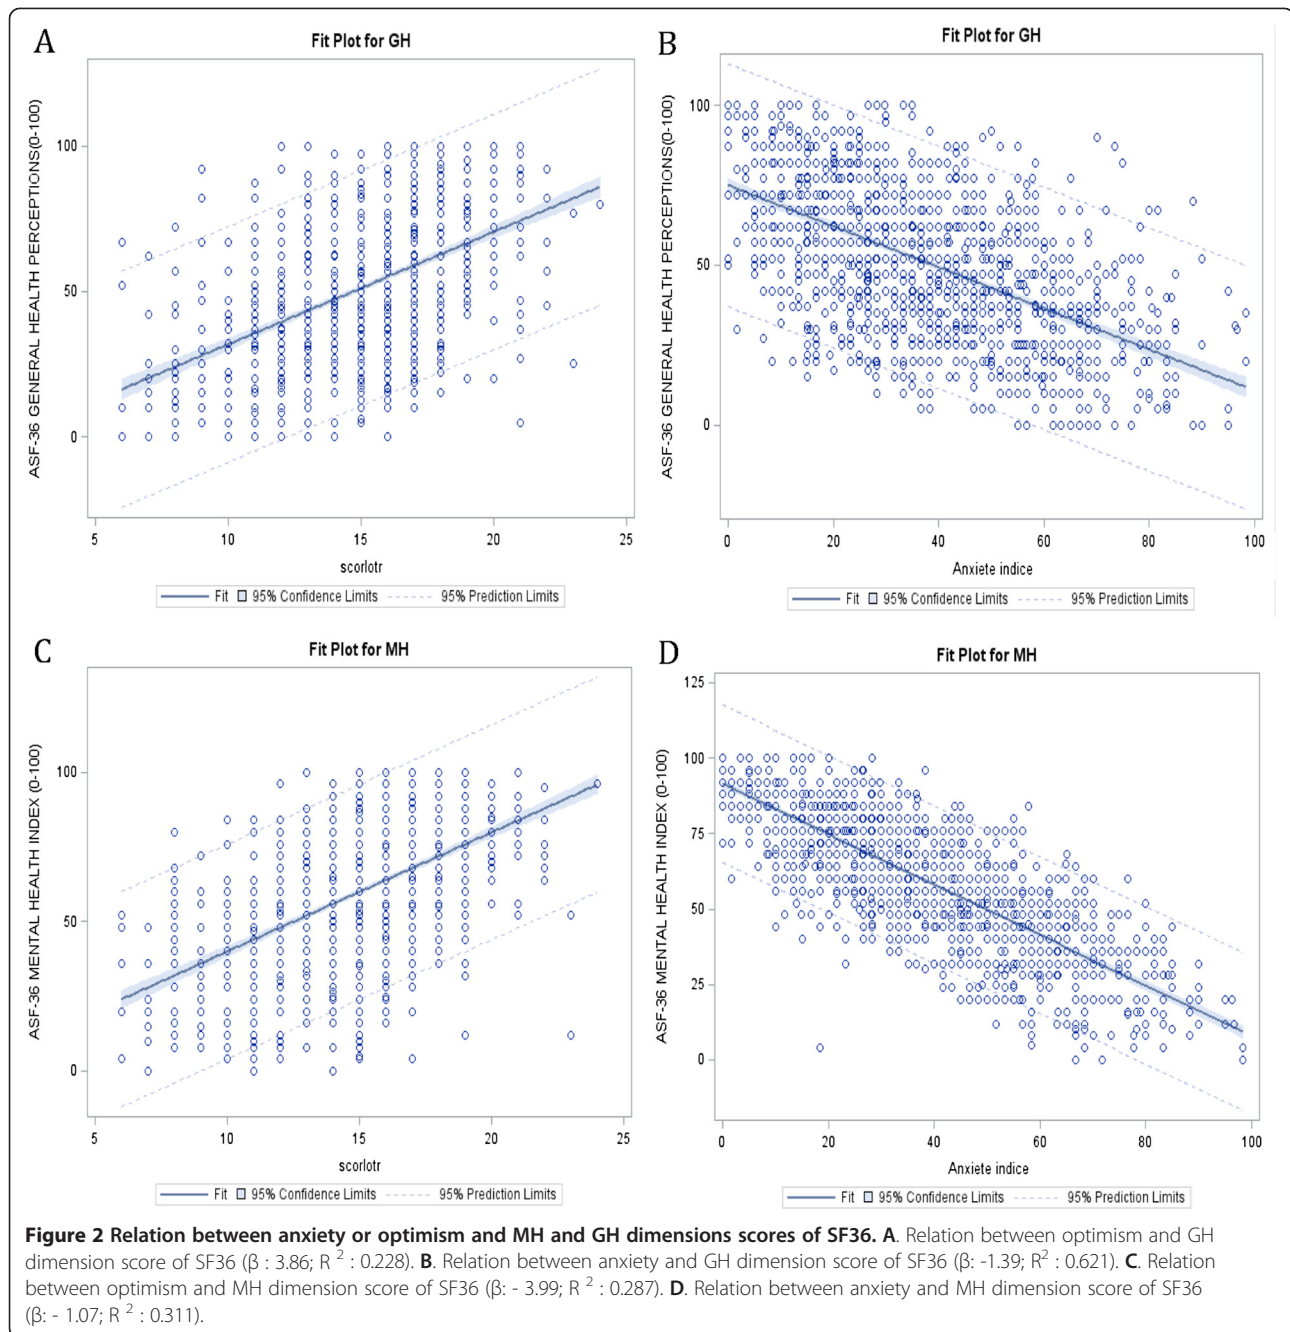 A
Fit Plot for GH
ASF-36 GENERAL HEALTH PERCEPTIONS(0-100)
100
50
0
5 10 15 20 25
scorlotr
Fit 95% Confidence Limits 95% Prediction Limits
B
Fit Plot for GH
ASF-36 GENERAL HEALTH PERCEPTIONS(0-100)
100
50
0
0 20 40 60 80 100
Anxiete indice
Fit 95% Confidence Limits 95% Prediction Limits
C
Fit Plot for MH
ASF-36 MENTAL HEALTH INDEX (0-100)
100
50
0
5 10 15 20 25
scorlotr
Fit 95% Confidence Limits 95% Prediction Limits
D
Fit Plot for MH
ASF-36 MENTAL HEALTH INDEX (0-100)
125
100
75
50
25
0
0 20 40 60 80 100
Anxiete indice
Fit 95% Confidence Limits 95% Prediction Limits
Figure 2 Relation between anxiety or optimism and MH and GH dimensions scores of SF36. A. Relation between optimism and GH
dimension score of SF36 (β : 3.86; R ² : 0.228). B. Relation between anxiety and GH dimension score of SF36 (β: -1.39; R² : 0.621). C. Relation
between optimism and MH dimension score of SF36 (β: - 3.99; R ² : 0.287). D. Relation between anxiety and MH dimension score of SF36
(β: - 1.07; R ² : 0.311).